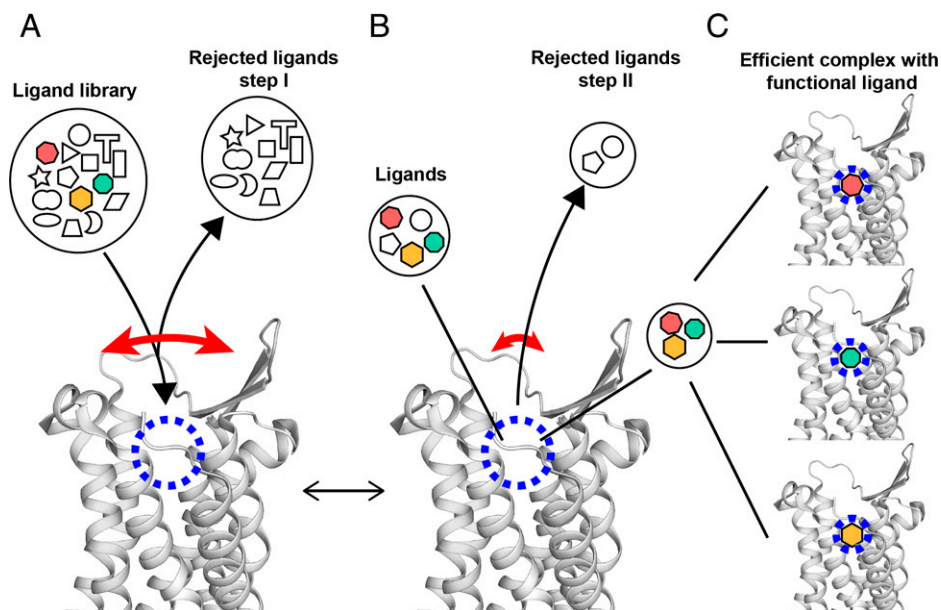 A
Ligand library
Rejected ligands
step I
B
Ligands
Rejected ligands
step II
C
Efficient complex with
functional ligand